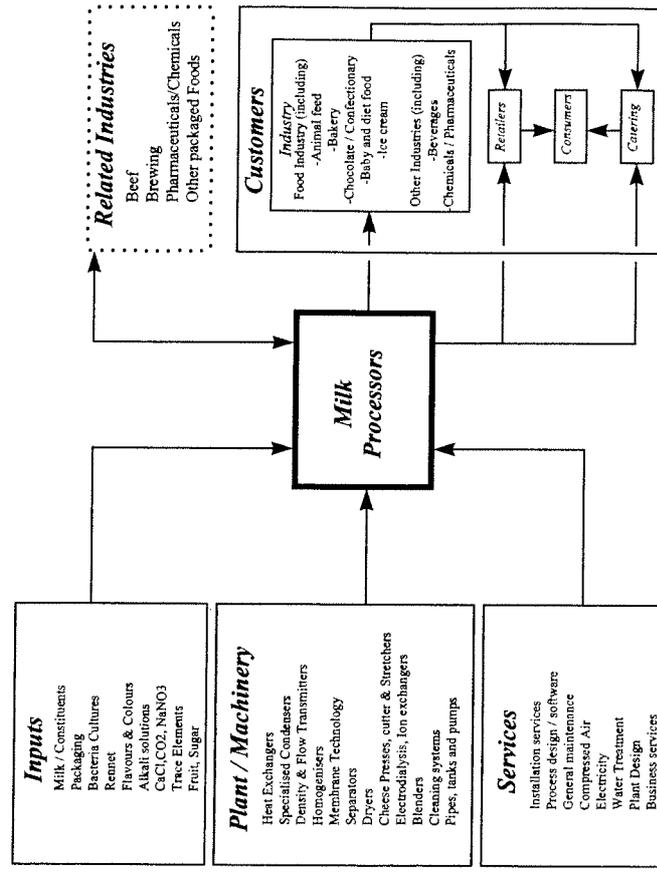 Inputs
Milk / Constituents
Packaging
Bacteria Cultures
Rennet
Flavours & Colours
Alkali solutions
CaCl,CO2, NaNO3
Trace Elements
Fruit, Sugar
Plant / Machinery
Heat Exchangers
Specialised Condensers
Density & Flow Transmitters
Homogenisers
Membrane Technology
Separators
Dryers
Cheese Presses, cutter & Stretchers
Electrodialysis, Ion exchangers
Blenders
Cleaning systems
Pipes, tanks and pumps
Services
Installation services
Process design / software
General maintenance
Compressed Air
Electricity
Water Treatment
Plant Design
Business services
Milk
Processors
Related Industries
Beef
Brewing
Pharmaceuticals/Chemicals
Other packaged Foods
Customers
Industry
Food Industry (including)
-Animal feed
-Bakery
-Chocolate / Confectionary
-Baby and diet food
-Ice cream
Other Industries (including)
-Beverages
-Chemicals / Pharmaceuticals
Retailers
Consumers
Catering